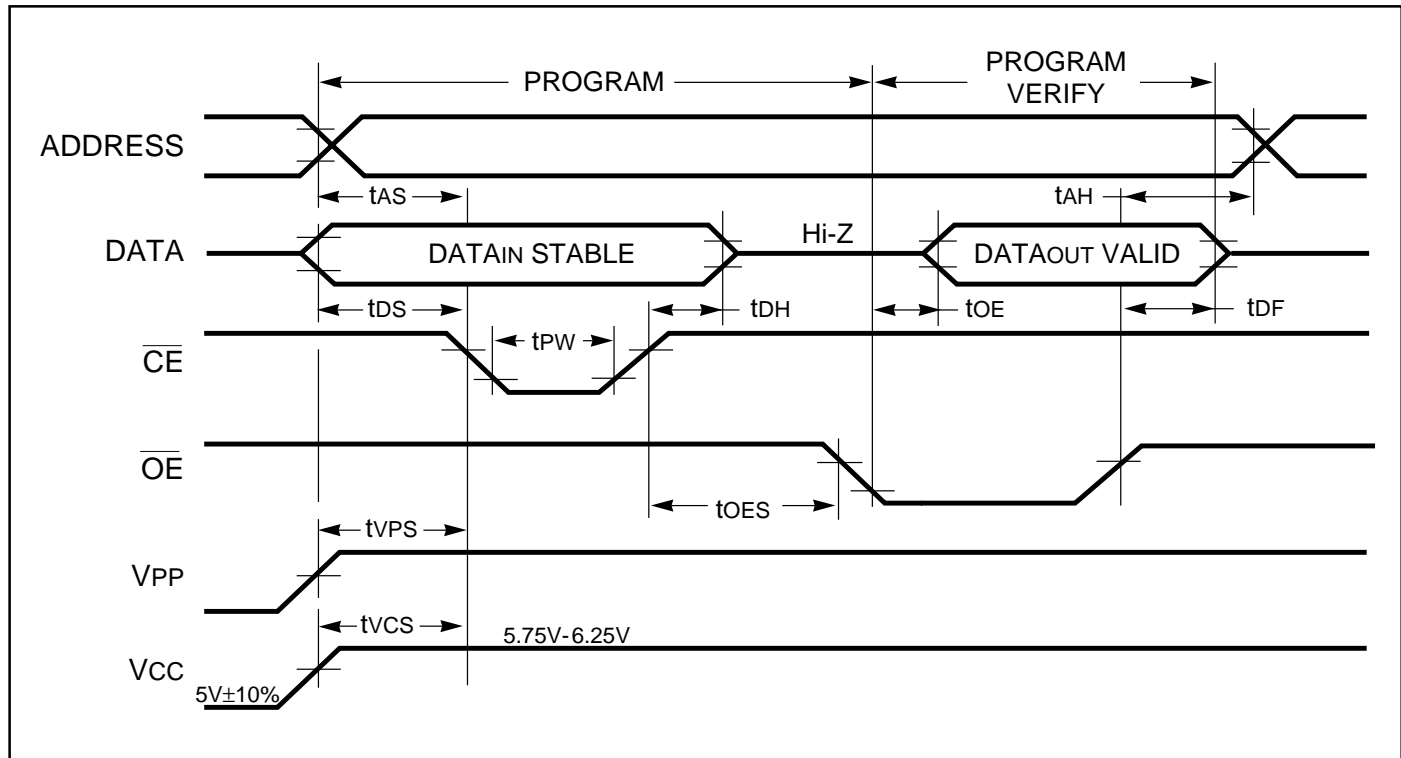 PROGRAM
PROGRAM
VERIFY
ADDRESS
tAS
tAH
DATA
DATAIN STABLE
Hi-Z
DATAOUT VALID
tDS
tDH
tOE
tDF
CE
tPW
OE
tOES
tVPS
VPP
tVCS
5.75V-6.25V
VCC
5V±10%